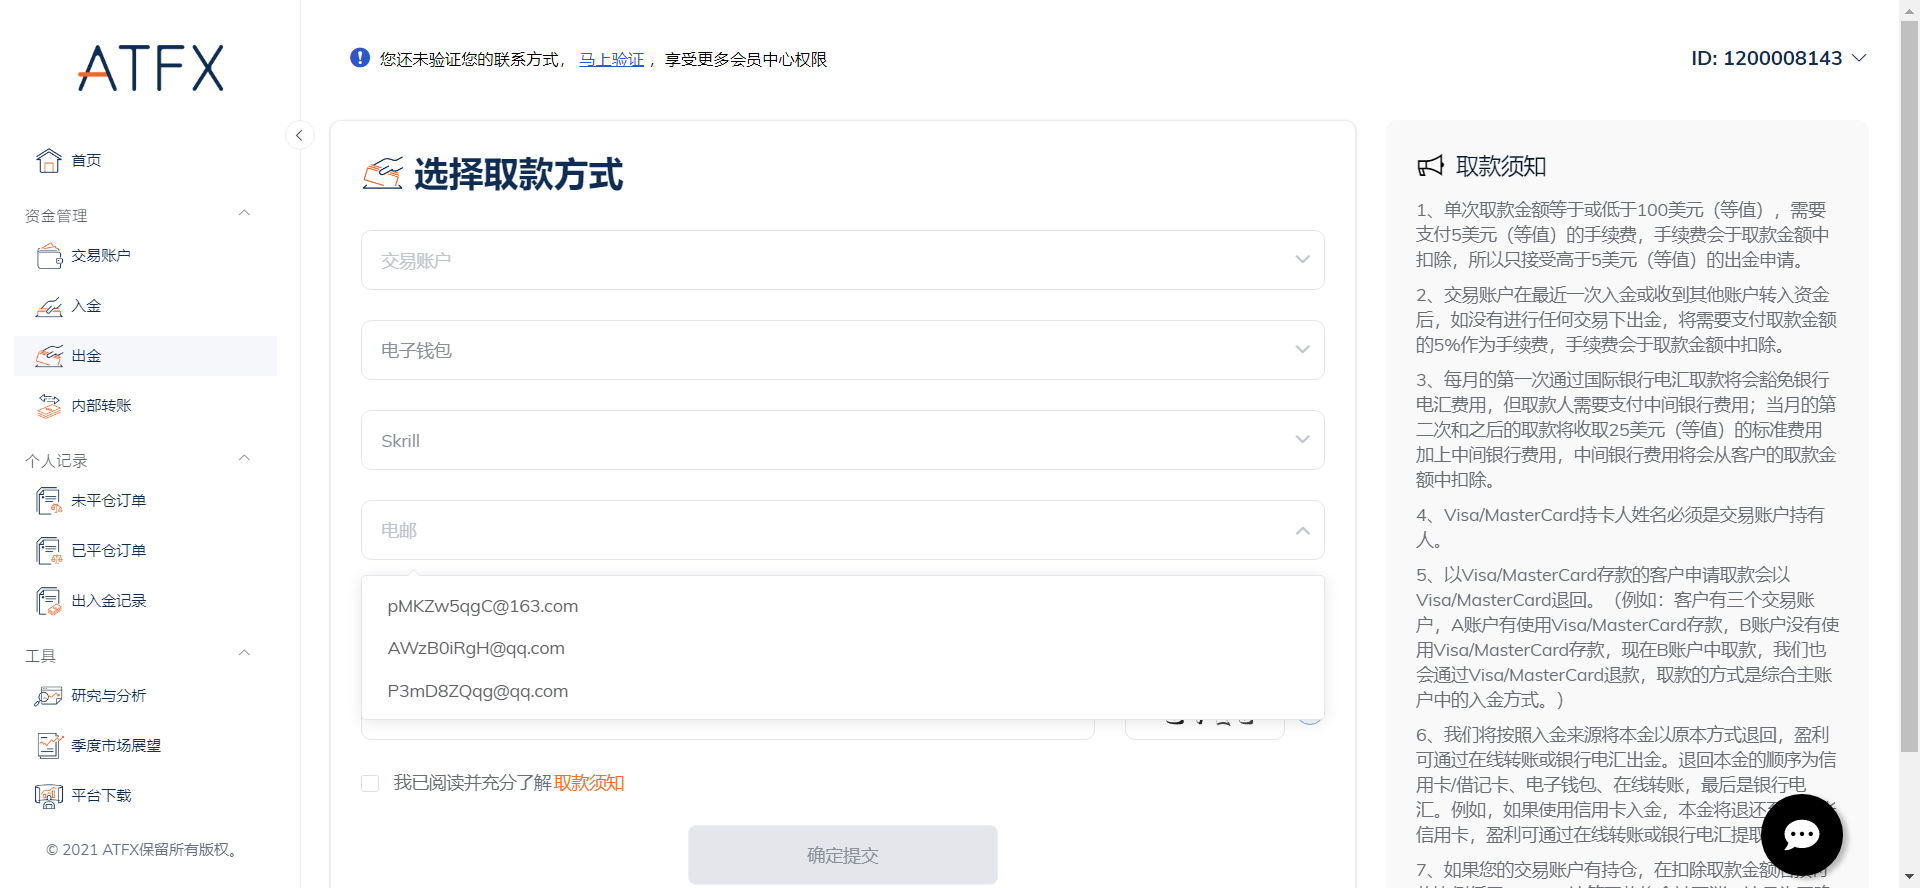 ATFX
您还未验证您的联系方式， 马上验证 ，享受更多会员中心权限
ID: 1200008143
首页
资金管理
交易账户
入金
出金
内部转账
个人记录
未平仓订单
已平仓订单
出入金记录
工具
研究与分析
季度市场展望
平台下载
© 2021 ATFX保留所有版权。
选择取款方式
交易账户
电子钱包
Skrill
电邮
pMKZw5qgC@163.com
AWzB0iRgH@qq.com
P3mD8ZQqg@qq.com
我已阅读并充分了解取款须知
确定提交
取款须知
1、单次取款金额等于或低于100美元（等值），需要
支付5美元（等值）的手续费，手续费会于取款金额中
扣除，所以只接受高于5美元（等值）的出金申请。
2、交易账户在最近一次入金或收到其他账户转入资金
后，如没有进行任何交易下出金，将需要支付取款金额
的5%作为手续费，手续费会于取款金额中扣除。
3、每月的第一次通过国际银行电汇取款将会豁免银行
电汇费用，但取款人需要支付中间银行费用；当月的第
二次和之后的取款将收取25美元（等值）的标准费用
加上中间银行费用，中间银行费用将会从客户的取款金
额中扣除。
4、Visa/MasterCard持卡人姓名必须是交易账户持有
人。
5、以Visa/MasterCard存款的客户申请取款会以
Visa/MasterCard退回。（例如：客户有三个交易账
户，A账户有使用Visa/MasterCard存款，B账户没有使
用Visa/MasterCard存款，现在B账户中取款，我们也
会通过Visa/MasterCard退款，取款的方式是综合主账
户中的入金方式。）
6、我们将按照入金来源将本金以原本方式退回，盈利
可通过在线转账或银行电汇出金。退回本金的顺序为信
用卡/借记卡、电子钱包、在线转账，最后是银行电
汇。例如，如果使用信用卡入金，本金将退还
信用卡，盈利可通过在线转账或银行电汇提取
7、如果您的交易账户有持仓，在扣除取款金额